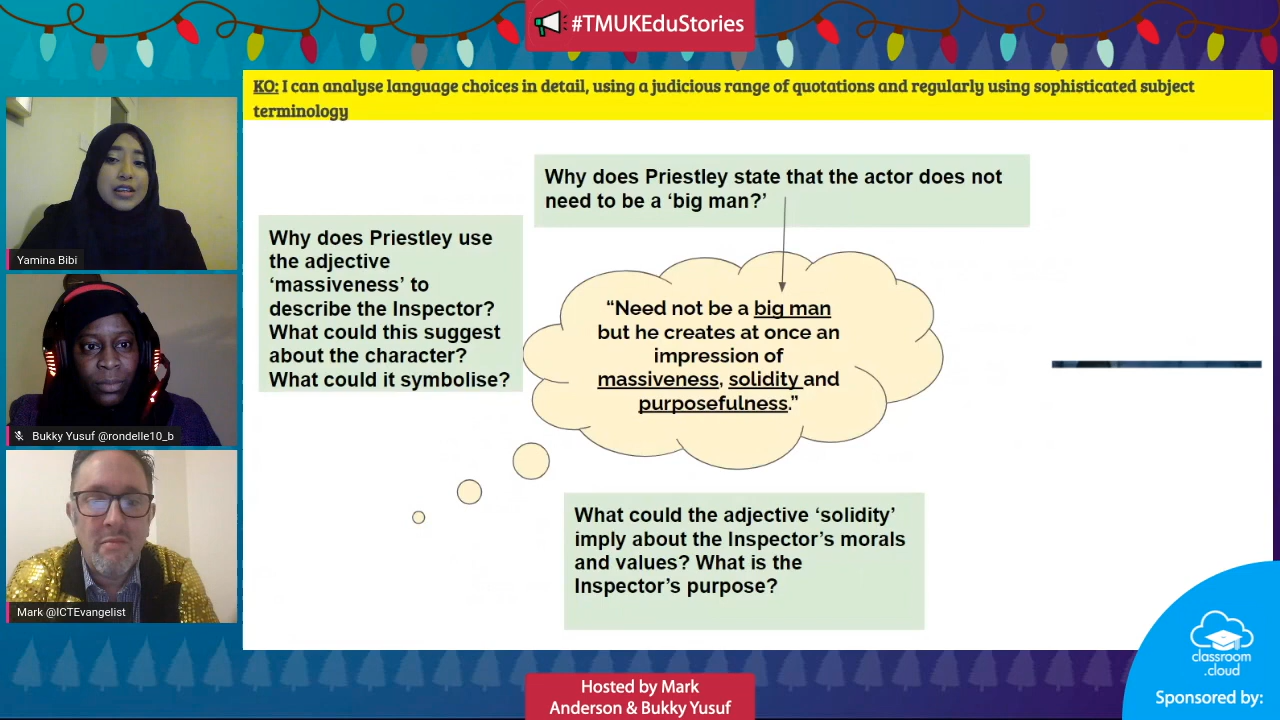 #TMUKEduStories
KO: I can analyse language choices in detail, using a judicious range of quotations and regularly using sophisticated subject
terminology
Yamina Bibi
Bukky Yusuf @rondelle10_b
Mark @ICTEvangelist
Why does Priestley state that the actor does not
need to be a ‘big man?’
Why does Priestley use
the adjective
‘massiveness’ to
describe the Inspector?
What could this suggest
about the character?
What could it symbolise?
“Need not be a big man
but he creates at once an
impression of
massiveness, solidity and
purposefulness.”
What could the adjective ‘solidity’
imply about the Inspector’s morals
and values? What is the
Inspector’s purpose?
Hosted by Mark
Anderson & Bukky Yusuf
classroom
.cloud
Sponsored by: